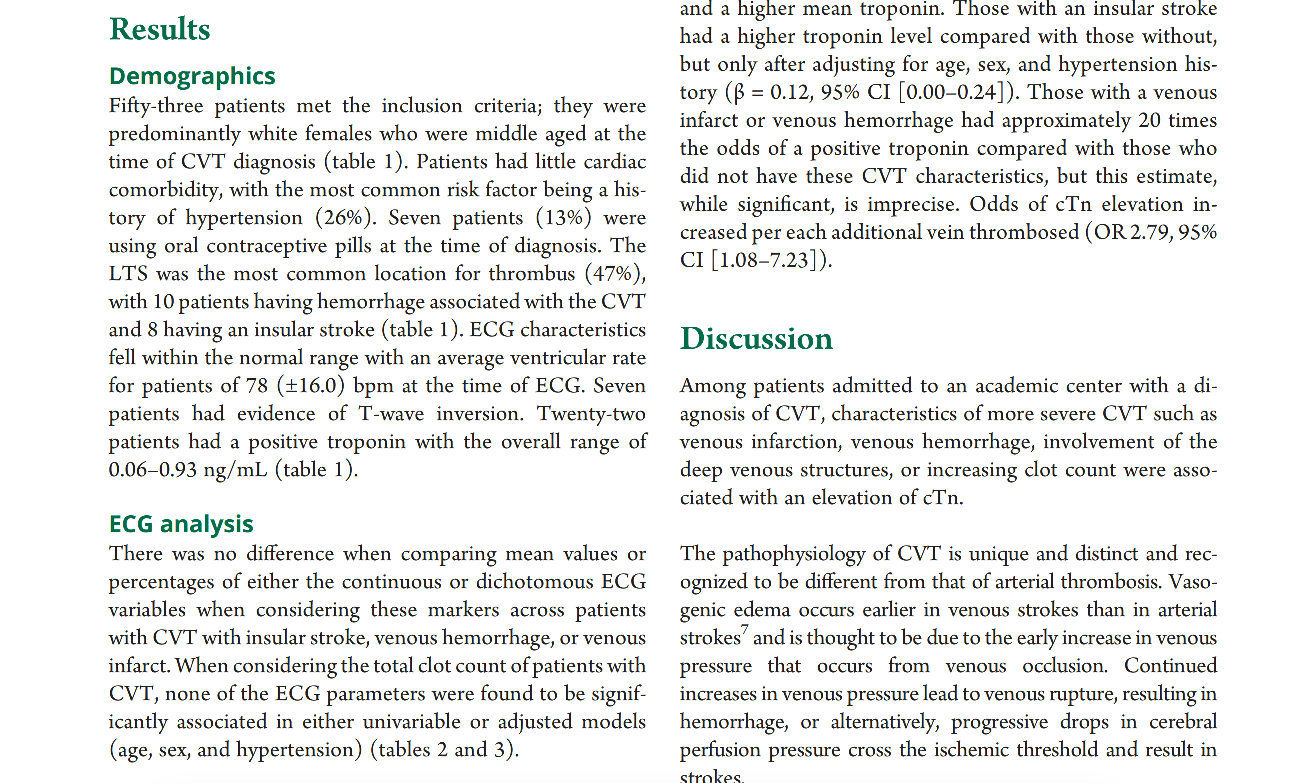 Results
Demographics
Fifty-three patients met the inclusion criteria; they were
predominantly white females who were middle aged at the
time of CVT diagnosis (table 1). Patients had little cardiac
comorbidity, with the most common risk factor being a his-
tory of hypertension (26%). Seven patients (13%) were
using oral contraceptive pills at the time of diagnosis. The
LTS was the most common location for thrombus (47%),
with 10 patients having hemorrhage associated with the CVT
and 8 having an insular stroke (table 1). ECG characteristics
fell within the normal range with an average ventricular rate
for patients of 78 (±16.0) bpm at the time of ECG. Seven
patients had evidence of T-wave inversion. Twenty-two
patients had a positive troponin with the overall range of
0.06–0.93 ng/mL (table 1).
ECG analysis
There was no difference when comparing mean values or
percentages of either the continuous or dichotomous ECG
variables when considering these markers across patients
with CVT with insular stroke, venous hemorrhage, or venous
infarct. When considering the total clot count of patients with
CVT, none of the ECG parameters were found to be signif-
icantly associated in either univariable or adjusted models
(age, sex, and hypertension) (tables 2 and 3).
and a higher mean troponin. Those with an insular stroke
had a higher troponin level compared with those without,
but only after adjusting for age, sex, and hypertension his-
tory (β = 0.12, 95% CI [0.00–0.24]). Those with a venous
infarct or venous hemorrhage had approximately 20 times
the odds of a positive troponin compared with those who
did not have these CVT characteristics, but this estimate,
while significant, is imprecise. Odds of cTn elevation in-
creased per each additional vein thrombosed (OR 2.79, 95%
CI [1.08–7.23]).
Discussion
Among patients admitted to an academic center with a di-
agnosis of CVT, characteristics of more severe CVT such as
venous infarction, venous hemorrhage, involvement of the
deep venous structures, or increasing clot count were asso-
ciated with an elevation of cTn.
The pathophysiology of CVT is unique and distinct and rec-
ognized to be different from that of arterial thrombosis. Vaso-
genic edema occurs earlier in venous strokes than in arterial
strokes7 and is thought to be due to the early increase in venous
pressure that occurs from venous occlusion. Continued
increases in venous pressure lead to venous rupture, resulting in
hemorrhage, or alternatively, progressive drops in cerebral
perfusion pressure cross the ischemic threshold and result in
strokes.